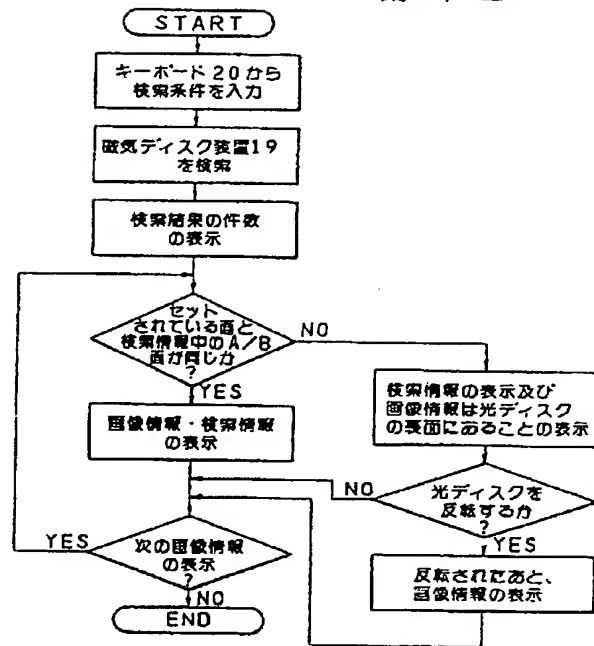 START
キーボード20から
検索条件を入力
磁気ディスク装置19
を検索
検索結果の件数
の表示
セット
されている面と
検索情報中のA/B
面が同じか
?
NO
YES
検索情報の表示及び
画像情報は光ディスク
の裏面にあることの表示
画像情報・検索情報
の表示
NO
光ディスクを
反転するか
?
YES
YES
次の画像情報
の表示
?
NO
反転されたあと、
画像情報の表示
END